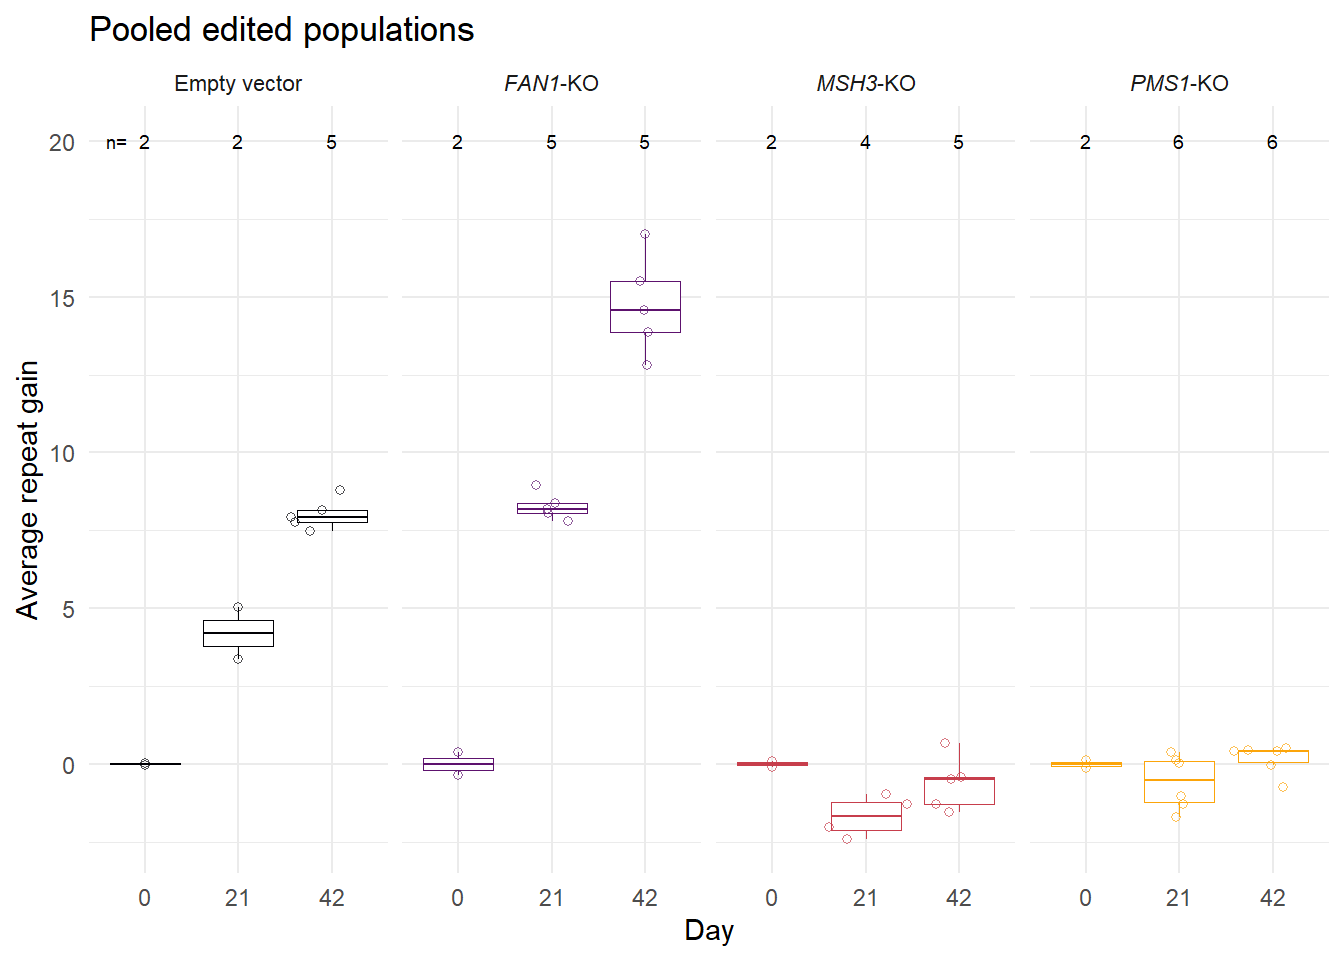 Pooled edited populations
Empty vector FAN1-KO MSH3-KO PMS1-KO
n= 2 2 5 2 5 5 2 4 5 2 6 6
20
15
10
5
0
Average repeat gain
0 21 42 0 21 42 0 21 42 0 21 42
Day